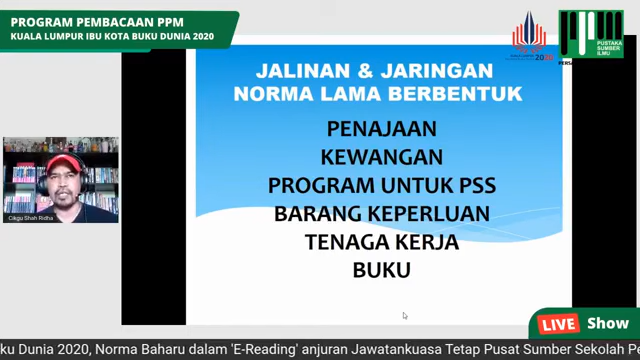 PROGRAM PEMBACAAN PPM
KUALA LUMPUR IBU KOTA BUKU DUNIA 2020
2020
PUSTAKA
SUMBER
ILMU
PERSA
JALINAN & JARINGAN
NORMA LAMA BERBENTUK
PENAJAAN
KEWANGAN
PROGRAM UNTUK PSS
BARANG KEPERLUAN
TENAGA KERJA
BUKU
Cikgu Shah Ridha
LIVE Show
ku Dunia 2020, Norma Baharu dalam 'E-Reading' anjuran Jawatankuasa Tetap Pusat Sumber Sekolah Pe